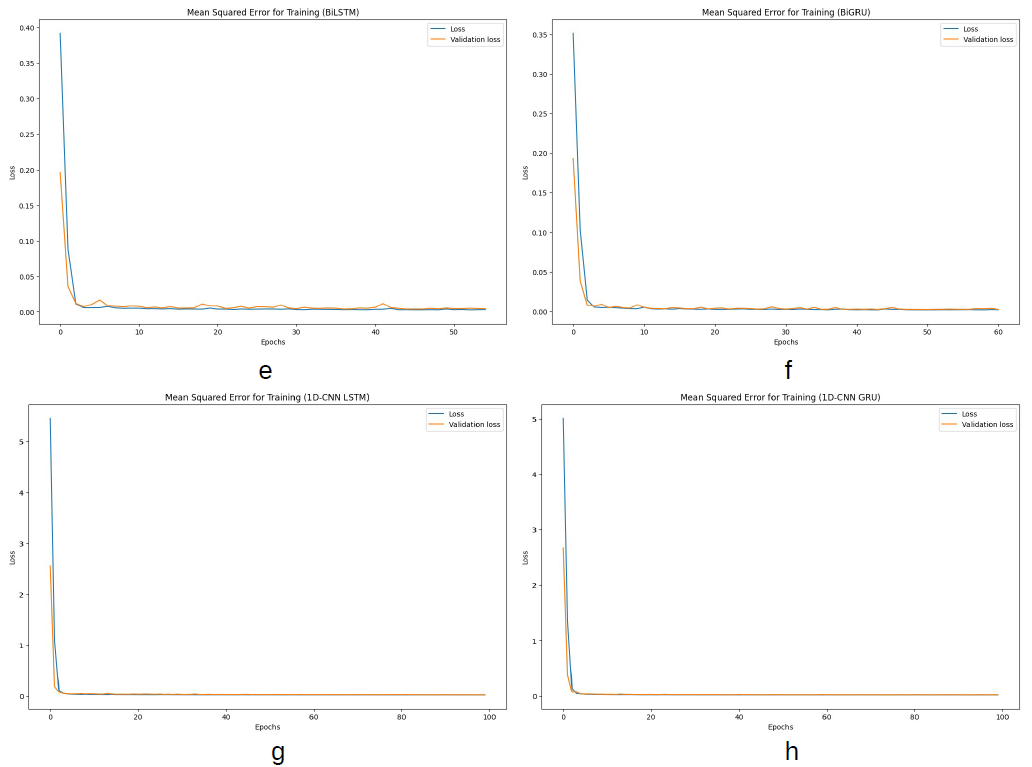 Mean Squared Error for Training (BiLSTM)
Loss
Validation loss
0.40
0.35
0.30
0.25
0.20
0.15
0.10
0.05
0.00
Loss
0 10 20 30 40 50
Epochs
e
Mean Squared Error for Training (BiGRU)
Loss
Validation loss
0.35
0.30
0.25
0.20
0.15
0.10
0.05
0.00
Loss
0 10 20 30 40 50 60
Epochs
f
Mean Squared Error for Training (1D-CNN LSTM)
Loss
Validation loss
5
4
3
2
1
0
Loss
0 20 40 60 80 100
Epochs
g
Mean Squared Error for Training (1D-CNN GRU)
Loss
Validation loss
5
4
3
2
1
0
Loss
0 20 40 60 80 100
Epochs
h